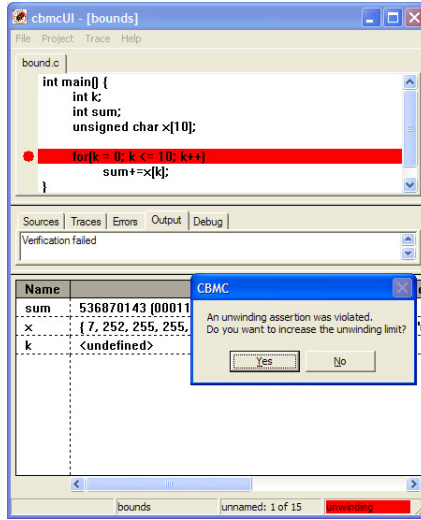 cbmcUI - [bounds]
File Project Trace Help
bound.c
int main() {
int k;
int sum;
unsigned char x[10];
for(k = 0; k <= 10; k++)
sum+=x[k];
}
Sources Traces Errors Output Debug
Verification failed
Name
sum 536870143 (00011
x { 7, 252, 255, 255,
k <undefined>
CBMC
An unwinding assertion was violated.
Do you want to increase the unwinding limit?
Yes No
bounds unnamed: 1 of 15 unwinding